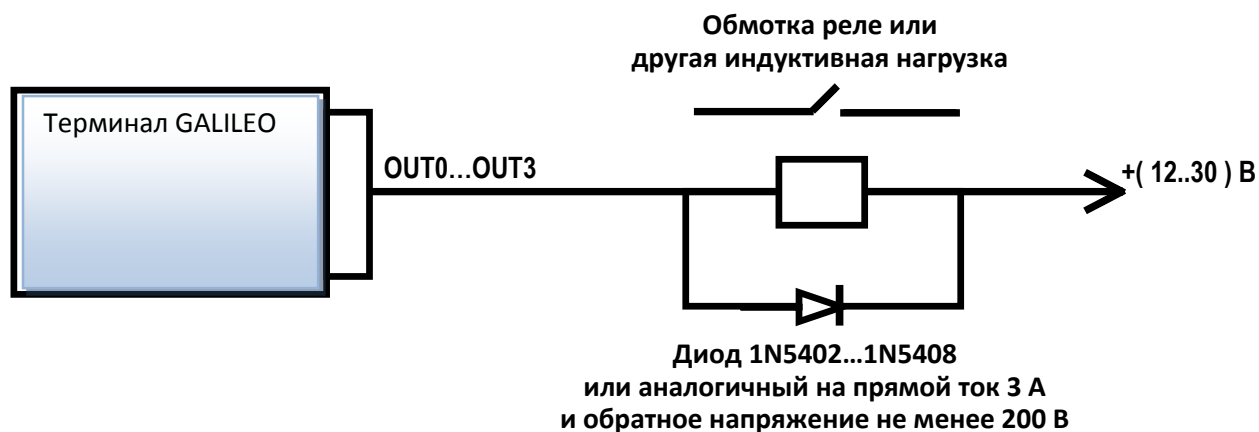 Обмотка реле или
другая индуктивная нагрузка
Терминал GALILEO
OUT0...OUT3
+( 12..30 ) В
Диод 1N5402...1N5408
или аналогичный на прямой ток 3 А
и обратное напряжение не менее 200 В